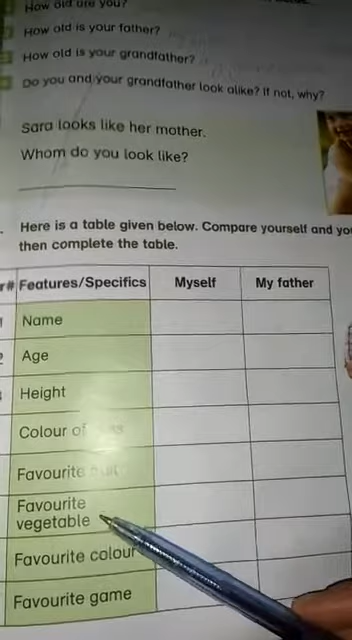 How old are you?
How old is your father?
How old is your grandfather?
Do you and your grandfather look alike? If not, why?
Sara looks like her mother.
Whom do you look like?
Here is a table given below. Compare yourself and
then complete the table.
Features/Specifics Myself My father
Name
Age
Height
Colour of
Favourite
Favourite
vegetable
Favourite colour
Favourite game